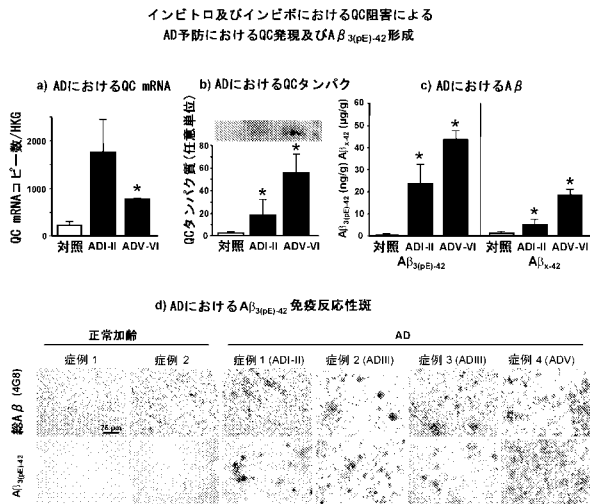 インビトロ及びインビボにおけるQC阻害による
AD予防におけるQC発現及びAβ3(pE)-42形成
a) ADにおけるQC mRNA
QC mRNAコピー数/HKG
2000
1000
0
対照 ADI-II ADV-VI
*
b) ADにおけるQCタンパク
QCタンパク質(任意単位)
80
60
40
20
0
対照 ADI-II ADV-VI
* *
c) ADにおけるAβ
Aβ3(pE)-42 (ng/g) Aβx-42 (µg/g)
60
50
40
30
20
10
0
* * * *
対照 ADI-II ADV-VI 対照 ADI-II ADV-VI
Aβ3(pE)-42 Aβx-42
d) ADにおけるAβ3(pE)-42 免疫反応性斑
正常加齢 AD
症例 1 症例 2 症例 1 (ADI-II) 症例 2 (ADIII) 症例 3 (ADIII) 症例 4 (ADV)
総Aβ (4G8)
75 µm
Aβ3(pE)-42